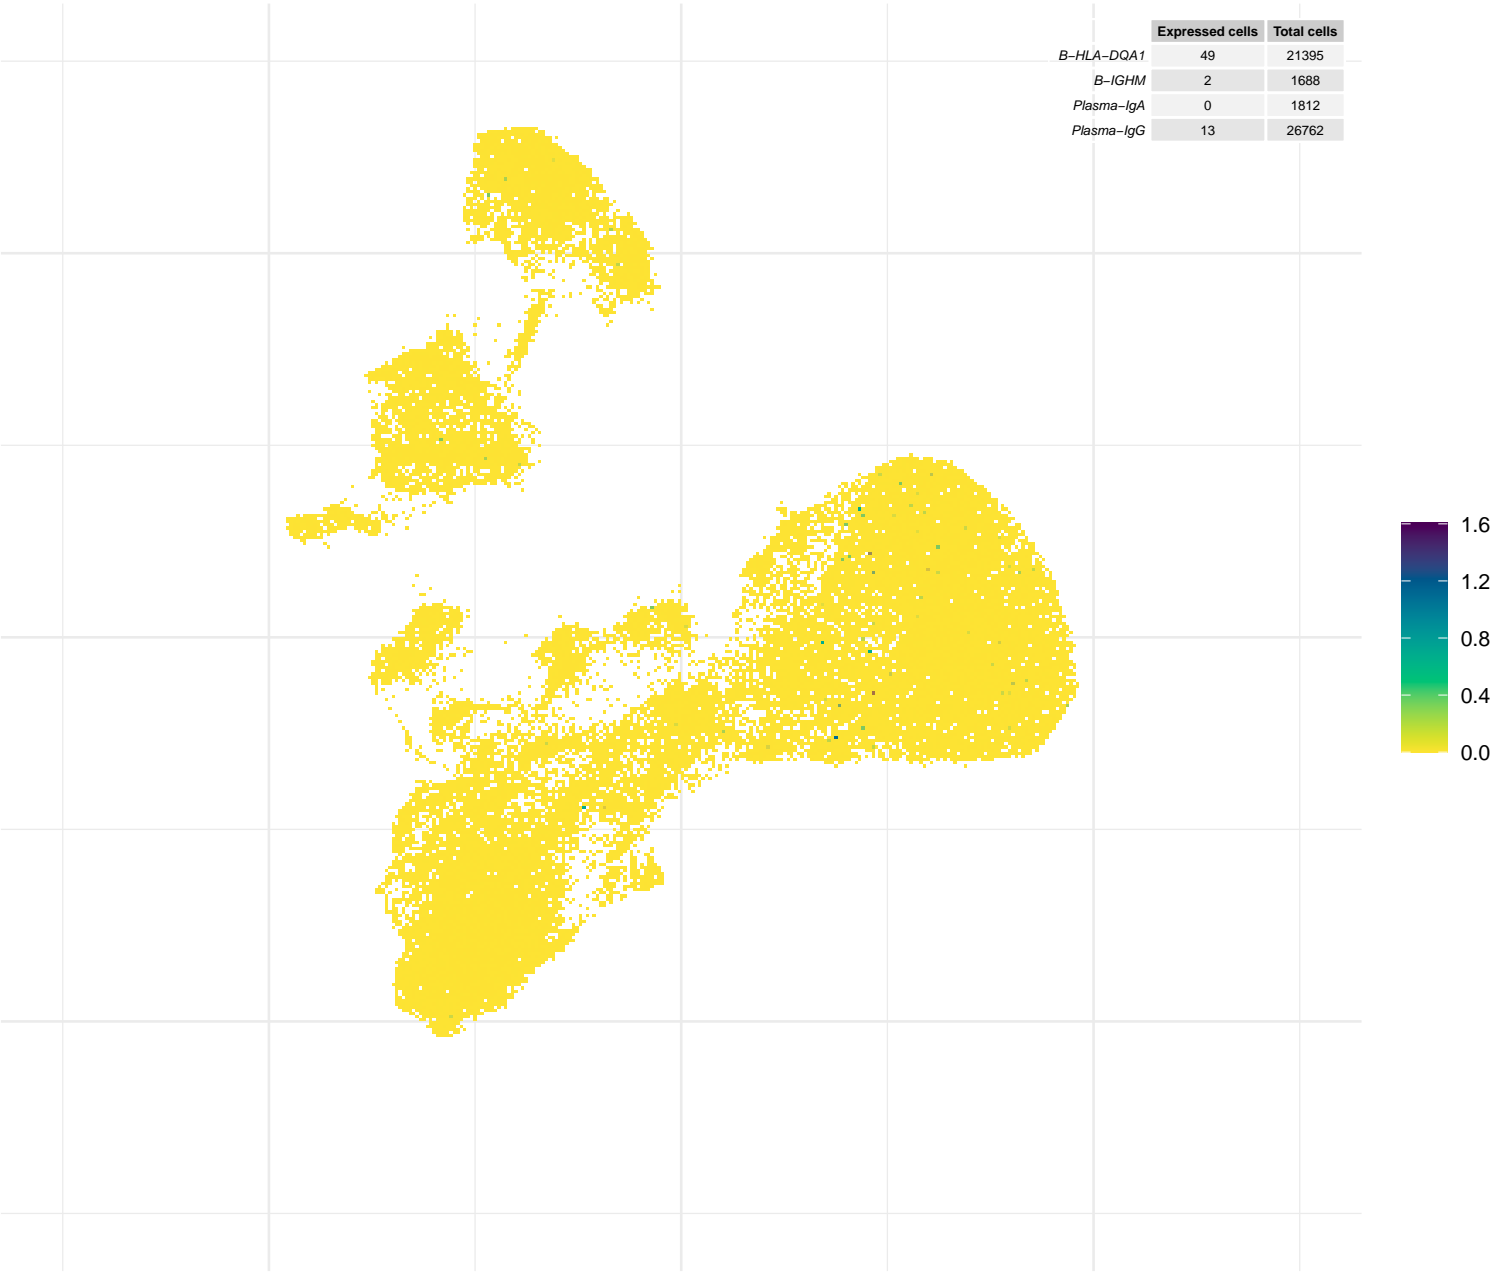 Expressed cells Total cells
B−HLA−DQA1 49 21395
B−IGHM 2 1688
Plasma−IgA 0 1812
Plasma−IgG 13 26762
1.6
1.2
0.8
0.4
0.0